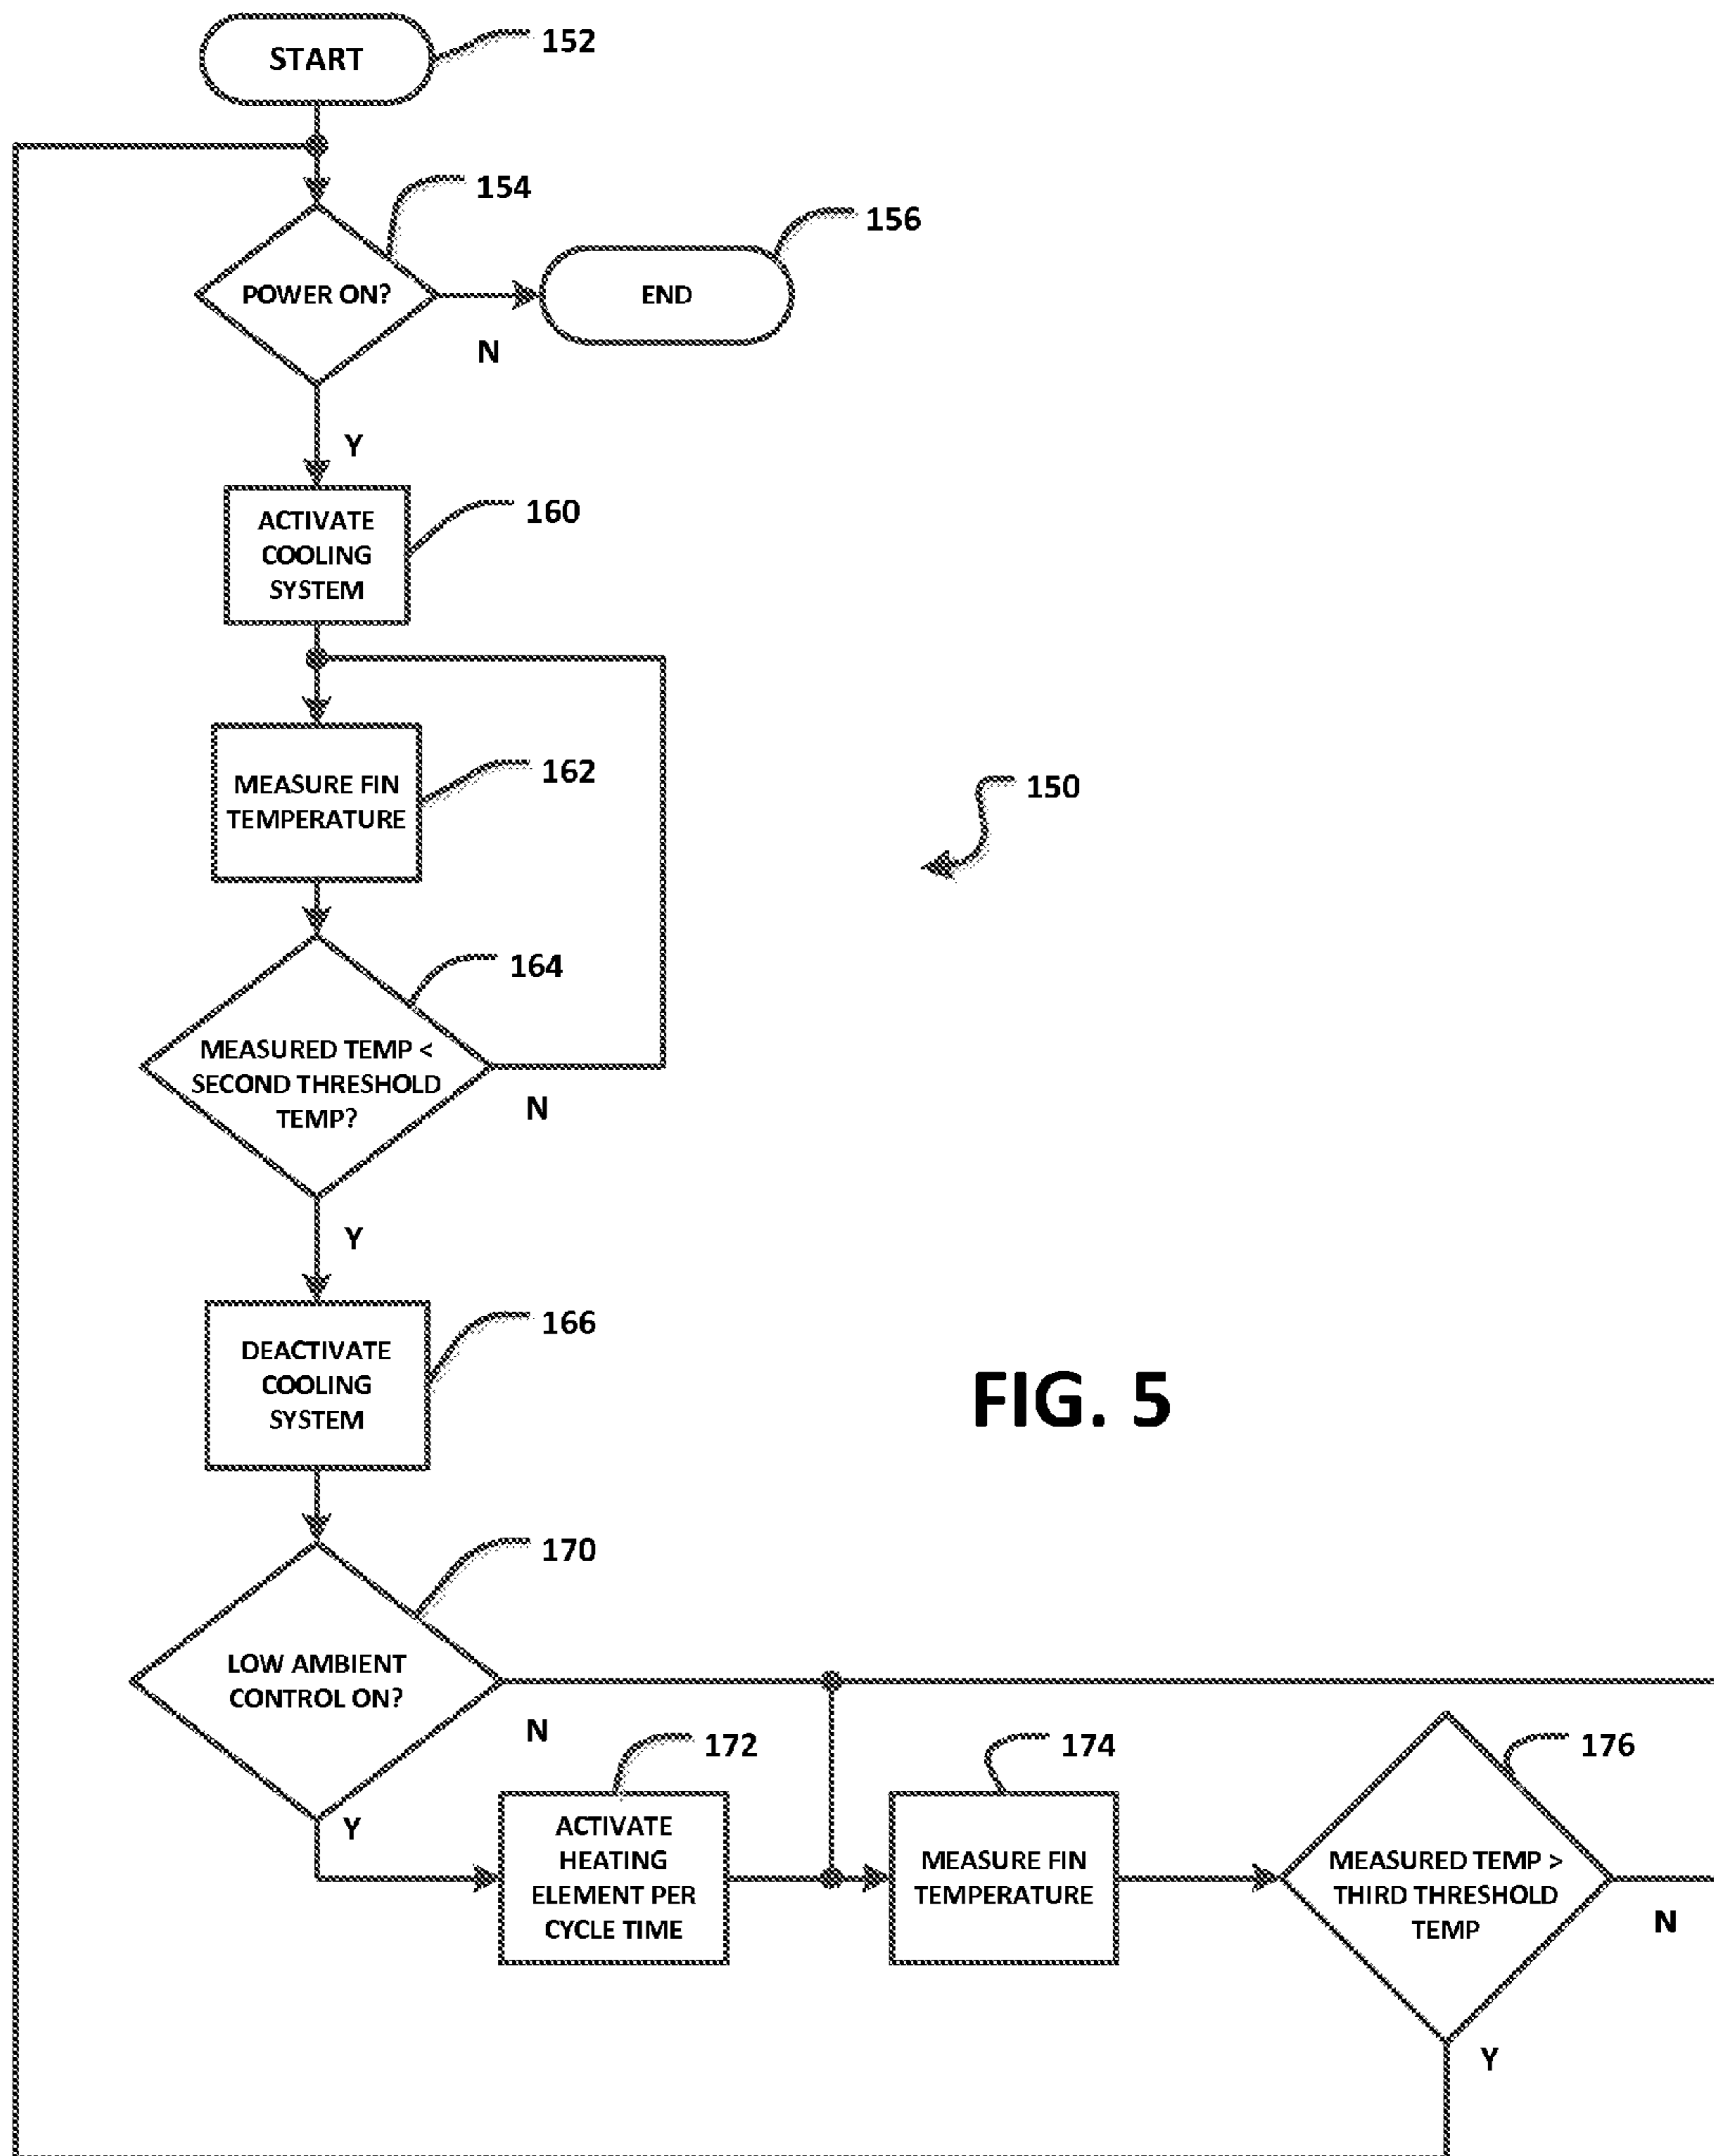 START
152
154
POWER ON?
N
END
156
Y
ACTIVATE
COOLING
SYSTEM
160
MEASURE FIN
TEMPERATURE
162
150
164
MEASURED TEMP <
SECOND THRESHOLD
TEMP?
N
Y
DEACTIVATE
COOLING
SYSTEM
166
FIG. 5
170
LOW AMBIENT
CONTROL ON?
N
Y
172
ACTIVATE
HEATING
ELEMENT PER
CYCLE TIME
174
MEASURE FIN
TEMPERATURE
176
MEASURED TEMP >
THIRD THRESHOLD
TEMP
N
Y